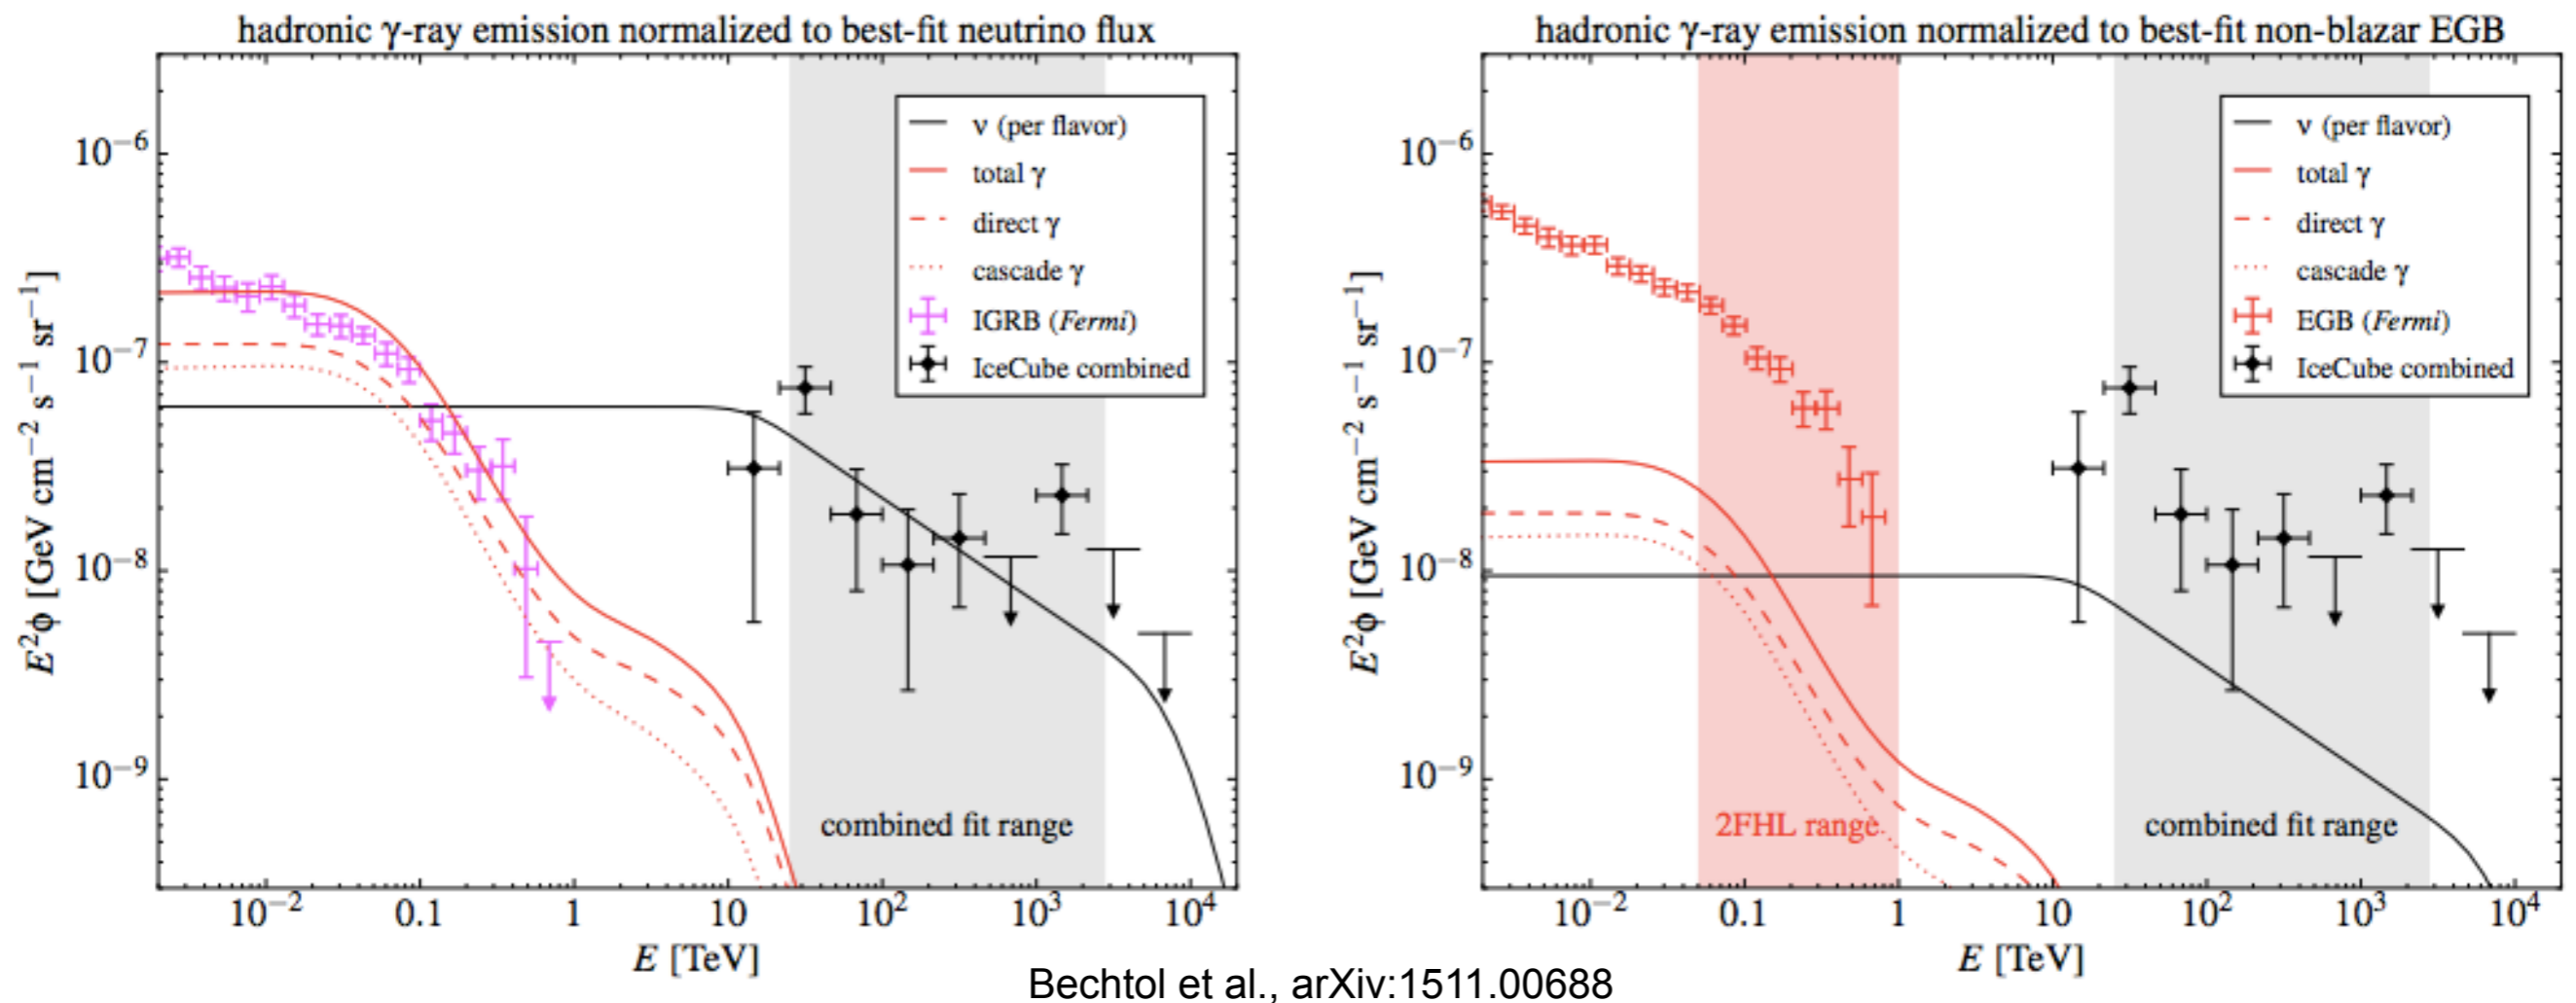 hadronic γ-ray emission normalized to best-fit neutrino flux
10⁻⁶
10⁻⁷
10⁻⁸
10⁻⁹
E²ϕ [GeV cm⁻² s⁻¹ sr⁻¹]
ν (per flavor)
total γ
direct γ
cascade γ
IGRB (Fermi)
IceCube combined
combined fit range
10⁻² 0.1 1 10 10² 10³ 10⁴
E [TeV]
hadronic γ-ray emission normalized to best-fit non-blazar EGB
10⁻⁶
10⁻⁷
10⁻⁸
10⁻⁹
E²ϕ [GeV cm⁻² s⁻¹ sr⁻¹]
ν (per flavor)
total γ
direct γ
cascade γ
EGB (Fermi)
IceCube combined
2FHL range
combined fit range
10⁻² 0.1 1 10 10² 10³ 10⁴
E [TeV]
Bechtol et al., arXiv:1511.00688